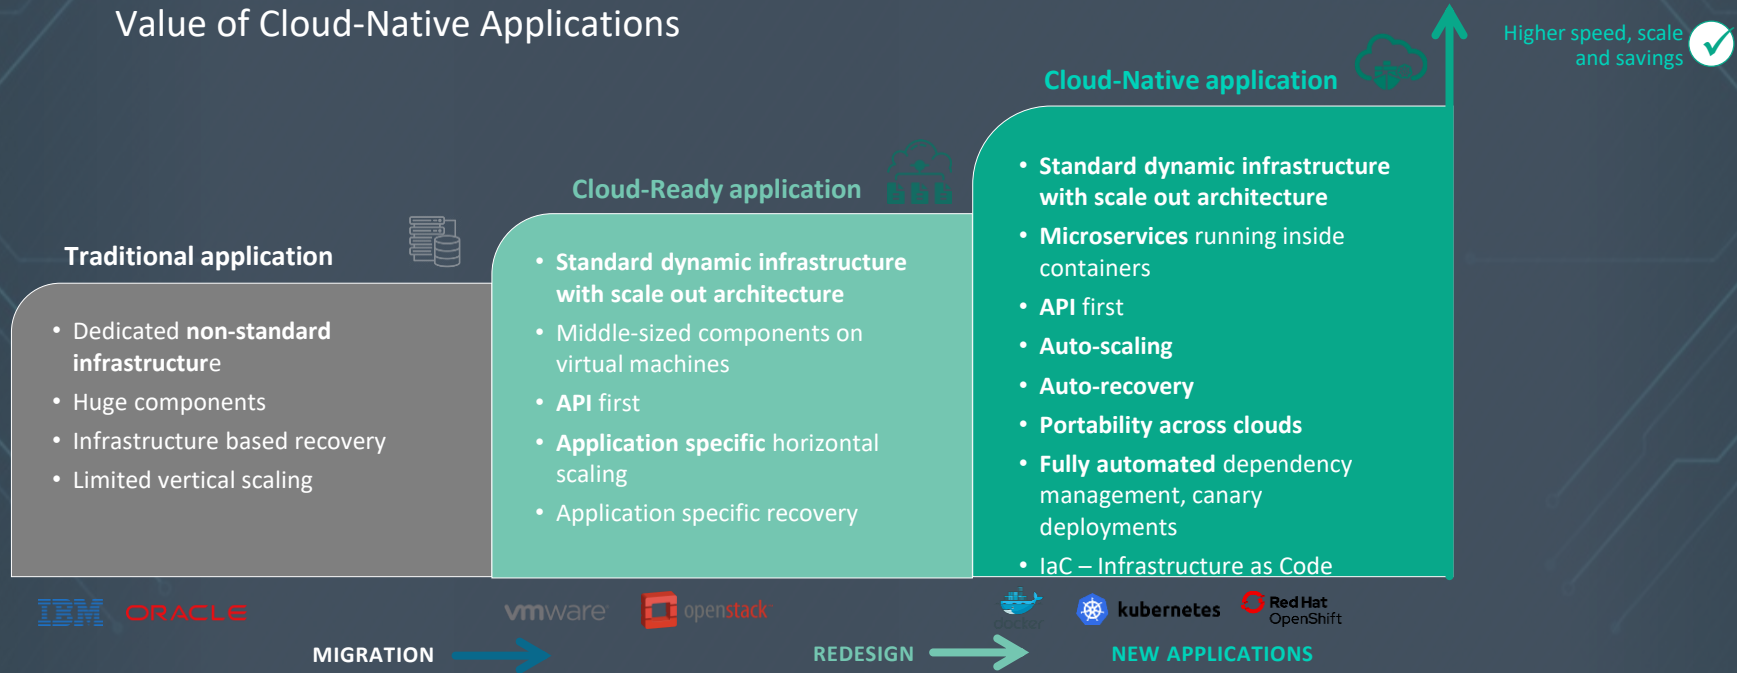 Value of Cloud-Native Applications
Higher speed, scale
and savings
Traditional application
• Dedicated non-standard
infrastructure
• Huge components
• Infrastructure based recovery
• Limited vertical scaling
Cloud-Ready application
• Standard dynamic infrastructure
with scale out architecture
• Middle-sized components on
virtual machines
• API first
• Application specific horizontal
scaling
• Application specific recovery
Cloud-Native application
• Standard dynamic infrastructure
with scale out architecture
• Microservices running inside
containers
• API first
• Auto-scaling
• Auto-recovery
• Portability across clouds
• Fully automated dependency
management, canary
deployments
• IaC – Infrastructure as Code
IBM
ORACLE
vmware
openstack
docker
kubernetes
Red Hat
OpenShift
MIGRATION
REDESIGN
NEW APPLICATIONS